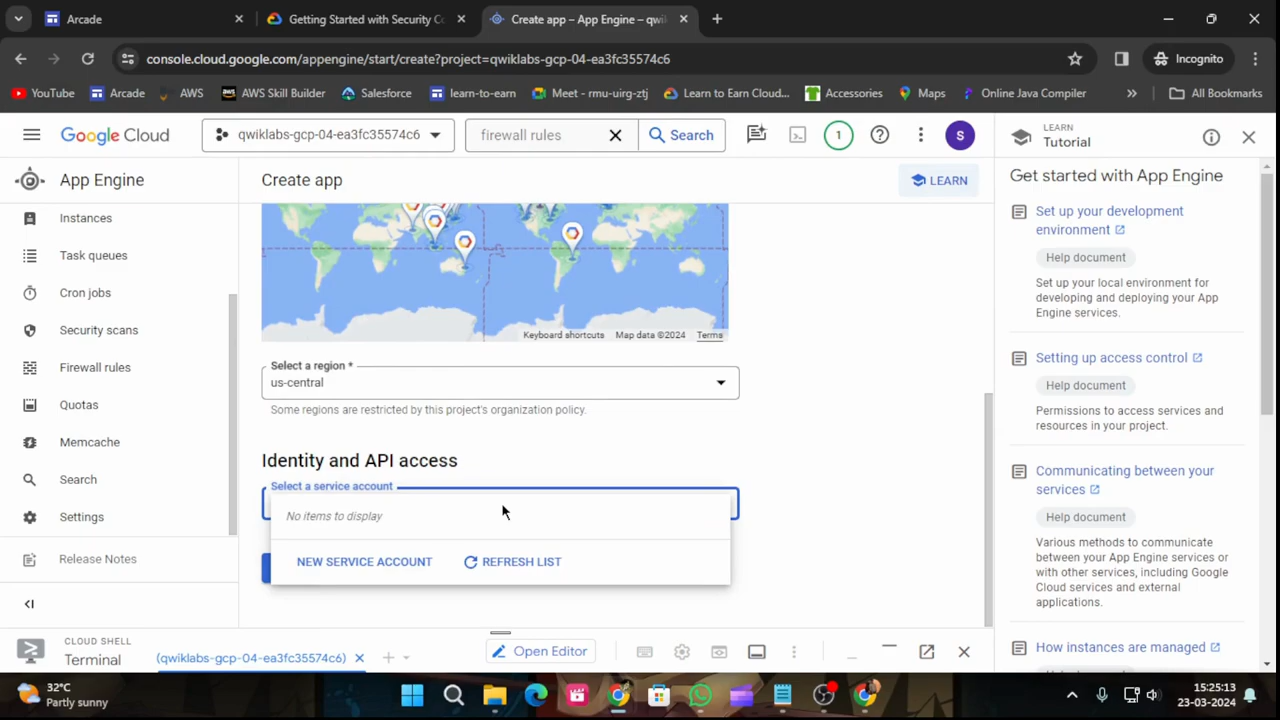 Arcade
Getting Started with Security Co
Create app – App Engine – qwi
console.cloud.google.com/appengine/start/create?project=qwiklabs-gcp-04-ea3fc35574c6
Incognito
YouTube
Arcade
AWS
AWS Skill Builder
Salesforce
learn-to-earn
Meet - rmu-uirg-ztj
Learn to Earn Cloud...
Accessories
Maps
Online Java Compiler
All Bookmarks
Google Cloud
qwiklabs-gcp-04-ea3fc35574c6
firewall rules
Search
1
S
LEARN
Tutorial
App Engine
Create app
LEARN
Instances
Task queues
Cron jobs
Security scans
Firewall rules
Quotas
Memcache
Search
Settings
Release Notes
Keyboard shortcuts
Map data ©2024
Terms
Select a region *
us-central
Some regions are restricted by this project's organization policy.
Identity and API access
Select a service account
No items to display
NEW SERVICE ACCOUNT
REFRESH LIST
Get started with App Engine
Set up your development
environment
Help document
Set up your local environment for
developing and deploying your App
Engine services.
Setting up access control
Help document
Permissions to access services and
resources in your project.
Communicating between your
services
Help document
Various methods to communicate
between your App Engine services or
with other services, including Google
Cloud services and external
applications.
How instances are managed
CLOUD SHELL
Terminal
(qwiklabs-gcp-04-ea3fc35574c6)
Open Editor
32°C
Partly sunny
15:25:13
23-03-2024